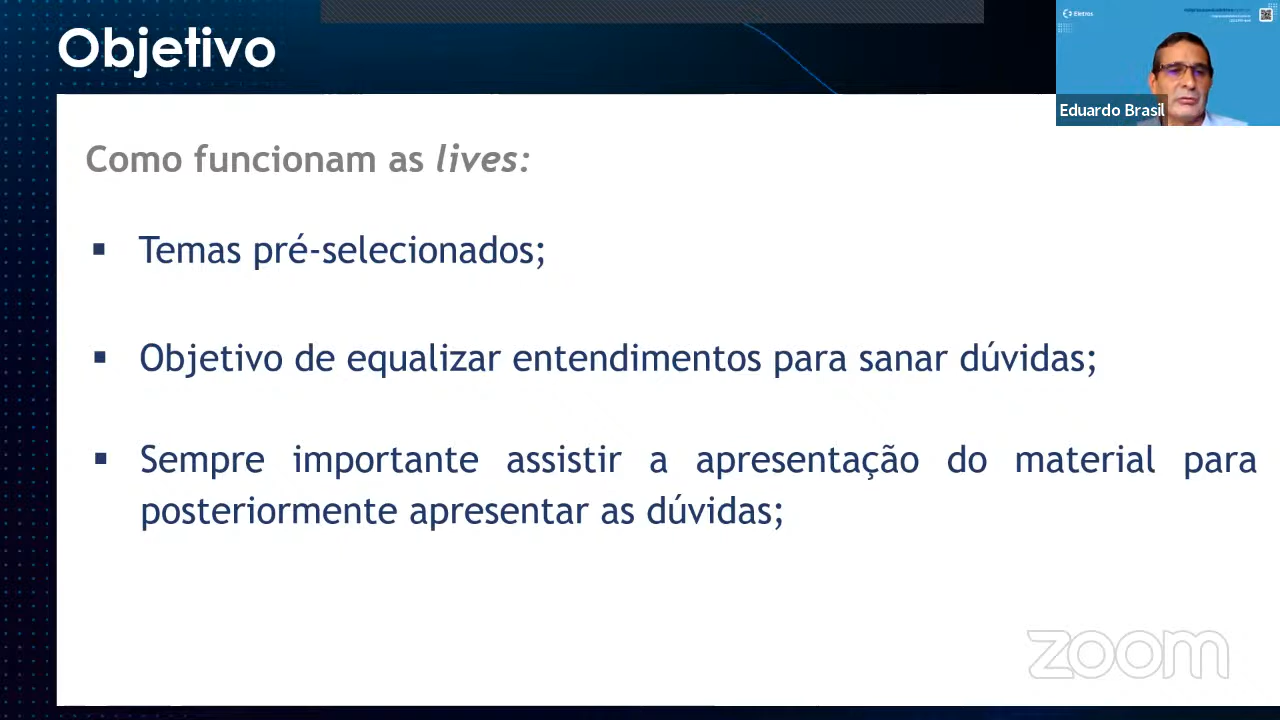 Objetivo
Eletros
Eduardo Brasil
Como funcionam as lives:
▪ Temas pré-selecionados;
▪ Objetivo de equalizar entendimentos para sanar dúvidas;
▪ Sempre importante assistir a apresentação do material para
posteriormente apresentar as dúvidas;
zoom